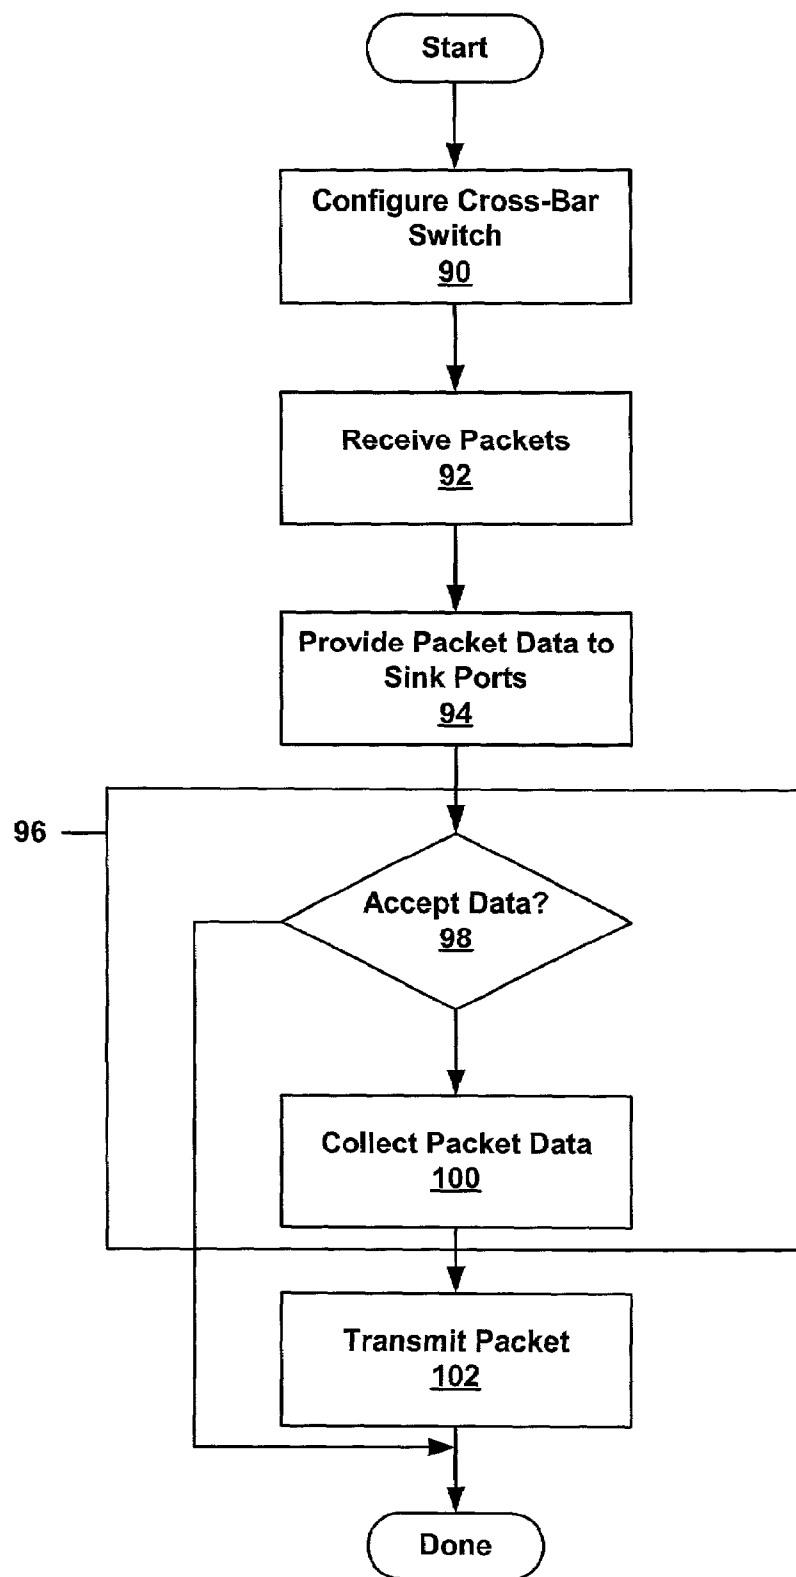 Start
Configure Cross-Bar
Switch
90
Receive Packets
92
Provide Packet Data to
Sink Ports
94
96
Accept Data?
98
Collect Packet Data
100
Transmit Packet
102
Done